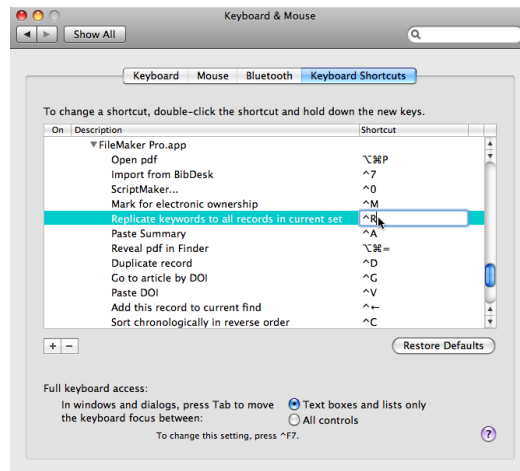 Keyboard & Mouse
Show All
Keyboard Mouse Bluetooth Keyboard Shortcuts
To change a shortcut, double-click the shortcut and hold down the new keys.
On Description Shortcut
▼FileMaker Pro.app
Open pdf ⌥⌘P
Import from BibDesk ^7
ScriptMaker... ^0
Mark for electronic ownership ^M
Replicate keywords to all records in current set ^R
Paste Summary ^A
Reveal pdf in Finder ⌥⌘=
Duplicate record ^D
Go to article by DOI ^G
Paste DOI ^V
Add this record to current find ^←
Sort chronologically in reverse order ^C
+ − Restore Defaults
Full keyboard access:
In windows and dialogs, press Tab to move Text boxes and lists only
the keyboard focus between: All controls
To change this setting, press ^F7.
?